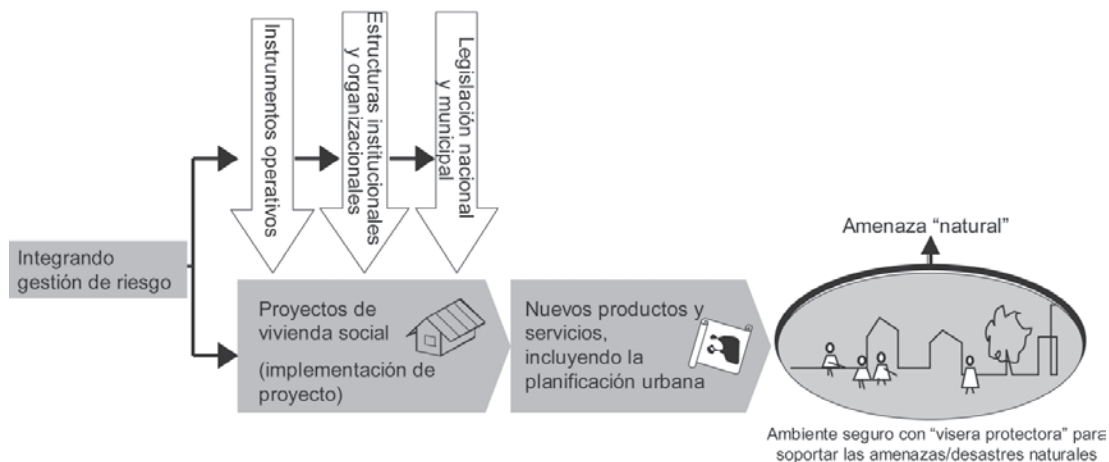 Instrumentos operativos
Estructuras institucionales
y organizacionales
Legislación nacional
y municipal
Integrando
gestión de riesgo
Proyectos de
vivienda social
(implementación de
proyecto)
Nuevos productos y
servicios,
incluyendo la
planificación urbana
Amenaza “natural”
Ambiente seguro con “visera protectora” para
soportar las amenazas/desastres naturales